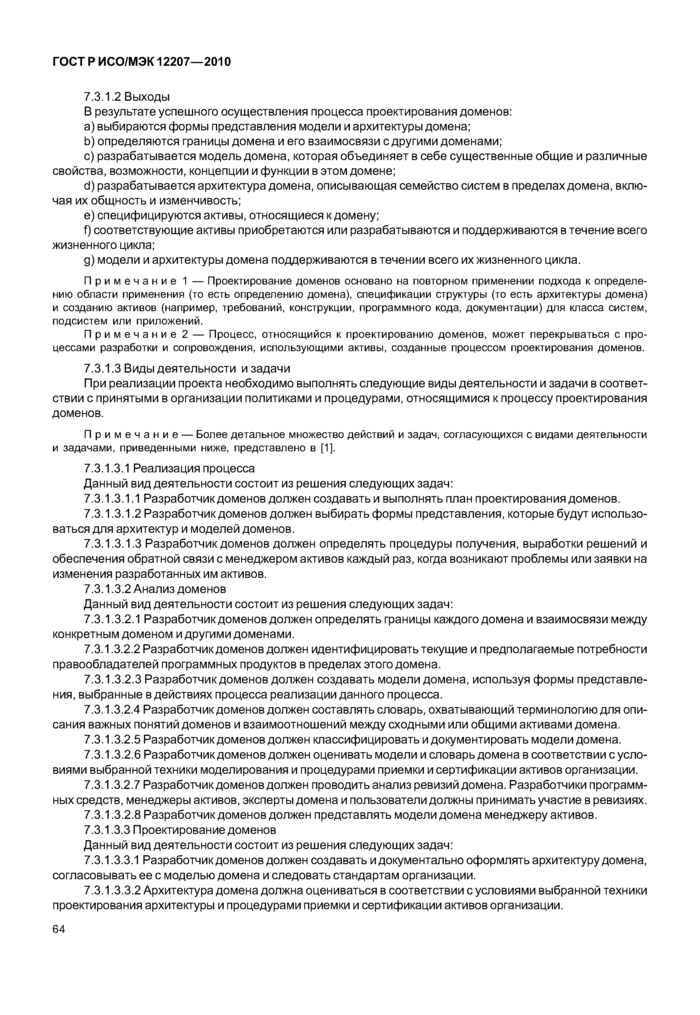 ГОСТ Р ИСО/МЭК 12207—2010
7.3.1.2 Выходы
В результате успешного осуществления процесса проектирования доменов:
a) выбираются формы представления модели и архитектуры домена;
b) определяются границы домена и его взаимосвязи с другими доменами;
c) разрабатывается модель домена, которая объединяет в себе существенные общие и различные
свойства, возможности, концепции и функции в этом домене;
d) разрабатывается архитектура домена, описывающая семейство систем в пределах домена, вклю-
чая их общность и изменчивость;
e) специфицируются активы, относящиеся к домену;
f) соответствующие активы приобретаются или разрабатываются и поддерживаются в течение всего
жизненного цикла;
g) модели и архитектуры домена поддерживаются в течении всего их жизненного цикла.
П р и м е ч а н и е 1 — Проектирование доменов основано на повторном применении подхода к определе-
нию области применения (то есть определению домена), спецификации структуры (то есть архитектуры домена)
и созданию активов (например, требований, конструкции, программного кода, документации) для класса систем,
подсистем или приложений.
П р и м е ч а н и е 2 — Процесс, относящийся к проектированию доменов, может перекрываться с про-
цессами разработки и сопровождения, использующими активы, созданные процессом проектирования доменов.
7.3.1.3 Виды деятельности и задачи
При реализации проекта необходимо выполнять следующие виды деятельности и задачи в соответ-
ствии с принятыми в организации политиками и процедурами, относящимися к процессу проектирования
доменов.
П р и м е ч а н и е — Более детальное множество действий и задач, согласующихся с видами деятельности
и задачами, приведенными ниже, представлено в [1].
7.3.1.3.1 Реализация процесса
Данный вид деятельности состоит из решения следующих задач:
7.3.1.3.1.1 Разработчик доменов должен создавать и выполнять план проектирования доменов.
7.3.1.3.1.2 Разработчик доменов должен выбирать формы представления, которые будут использо-
ваться для архитектур и моделей доменов.
7.3.1.3.1.3 Разработчик доменов должен определять процедуры получения, выработки решений и
обеспечения обратной связи с менеджером активов каждый раз, когда возникают проблемы или заявки на
изменения разработанных им активов.
7.3.1.3.2 Анализ доменов
Данный вид деятельности состоит из решения следующих задач:
7.3.1.3.2.1 Разработчик доменов должен определять границы каждого домена и взаимосвязи между
конкретным доменом и другими доменами.
7.3.1.3.2.2 Разработчик доменов должен идентифицировать текущие и предполагаемые потребности
правообладателей программных продуктов в пределах этого домена.
7.3.1.3.2.3 Разработчик доменов должен создавать модели домена, используя формы представле-
ния, выбранные в действиях процесса реализации данного процесса.
7.3.1.3.2.4 Разработчик доменов должен составлять словарь, охватывающий терминологию для опи-
сания важных понятий доменов и взаимоотношений между сходными или общими активами домена.
7.3.1.3.2.5 Разработчик доменов должен классифицировать и документировать модели домена.
7.3.1.3.2.6 Разработчик доменов должен оценивать модели и словарь домена в соответствии с усло-
виями выбранной техники моделирования и процедурами приемки и сертификации активов организации.
7.3.1.3.2.7 Разработчик доменов должен проводить анализ ревизий домена. Разработчики программ-
ных средств, менеджеры активов, эксперты домена и пользователи должны принимать участие в ревизиях.
7.3.1.3.2.8 Разработчик доменов должен представлять модели домена менеджеру активов.
7.3.1.3.3 Проектирование доменов
Данный вид деятельности состоит из решения следующих задач:
7.3.1.3.3.1 Разработчик доменов должен создавать и документально оформлять архитектуру домена,
согласовывать ее с моделью домена и следовать стандартам организации.
7.3.1.3.3.2 Архитектура домена должна оцениваться в соответствии с условиями выбранной техники
проектирования архитектуры и процедурами приемки и сертификации активов организации.
64